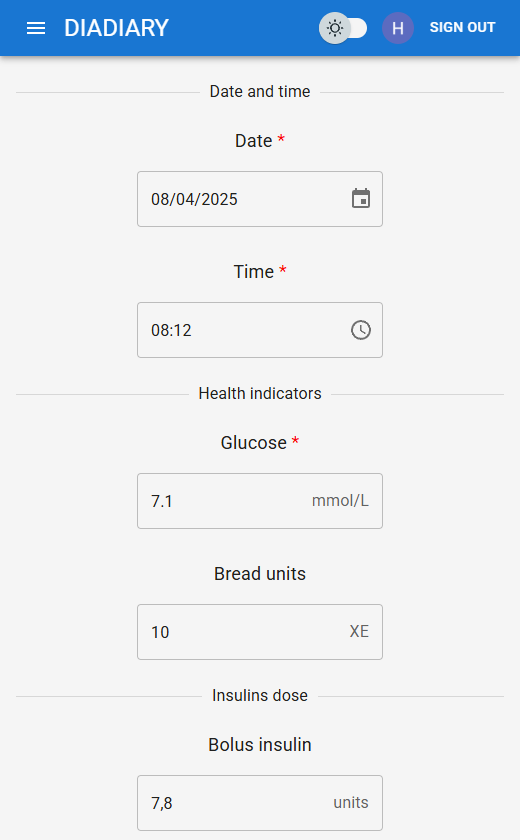 DIADIARY
H
SIGN OUT
Date and time
Date *
08/04/2025
Time *
08:12
Health indicators
Glucose *
7.1 mmol/L
Bread units
10 XE
Insulins dose
Bolus insulin
7,8 units